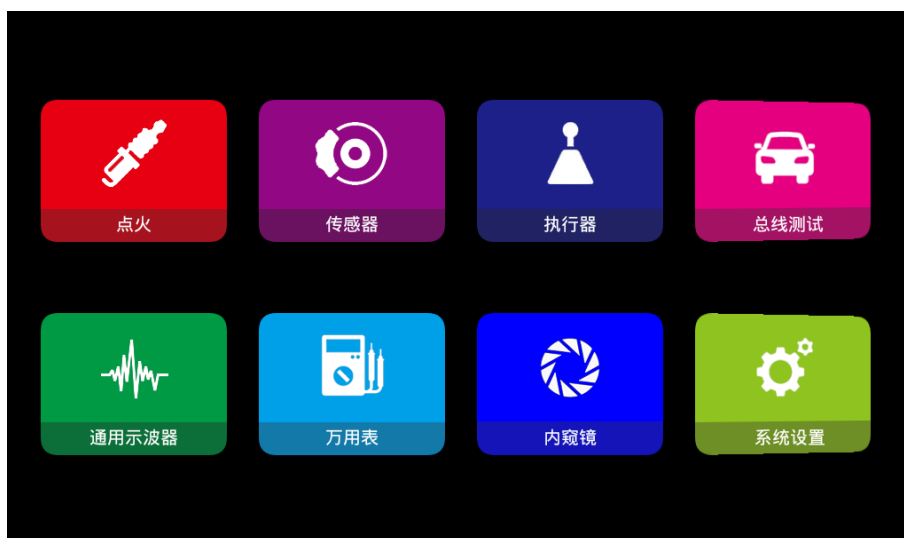 点火
传感器
执行器
总线测试
通用示波器
万用表
内窥镜
系统设置